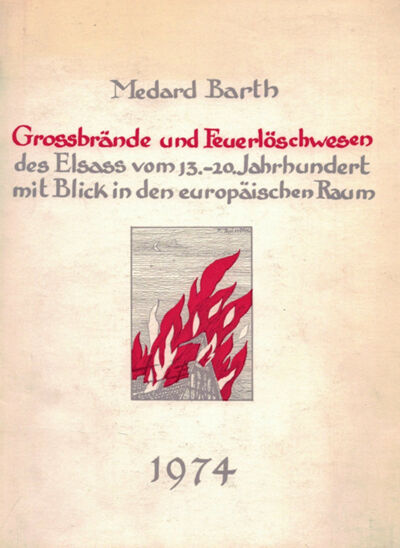 Medard Barth
Grossbrände und Feuerlöschwesen
des Elsass vom 13.-20. Jahrhundert
mit Blick in den europäischen Raum
1974